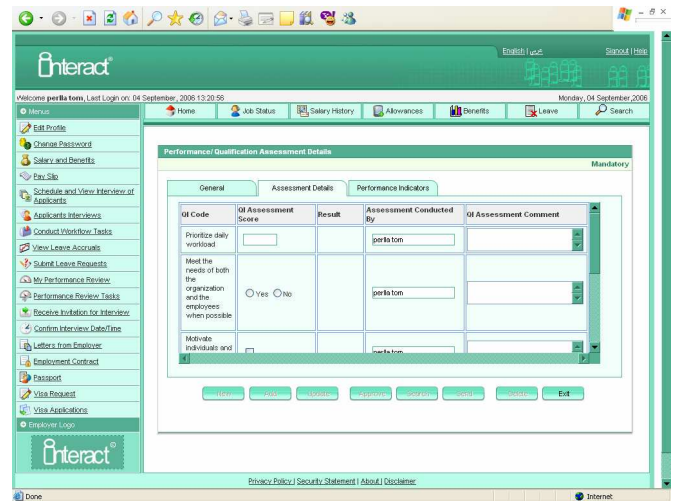 English | عربي
Signout | Help
interact
Welcome perlla tom, Last Login on: 04 September, 2006 13:20:56
Monday, 04 September,2006
Menus
Home
Job Status
Salary History
Allowances
Benefits
Leave
Search
Edit Profile
Change Password
Salary and Benefits
Pay Slip
Schedule and View Interview of
Applicants
Applicants Interviews
Conduct Workflow Tasks
View Leave Accruals
Submit Leave Requests
My Performance Review
Performance Review Tasks
Receive Invitation for Interview
Confirm Interview Date/Time
Letters from Employer
Employment Contract
Passport
Visa Request
Visa Applications
Employer Logo
interact
Performance/ Qualification Assessment Details
Mandatory
General
Assessment Details
Performance Indicators
QI Code
QI Assessment
Score
Result
Assessment Conducted
By
QI Assessment Comment
Prioritize daily
workload
perlla tom
Meet the
needs of both
the
organization
and the
employees
when possible
Yes
No
perlla tom
Motivate
individuals and
perlla tom
New
Add
Update
Approve
Search
Detail
Delete
Exit
Privacy Policy | Security Statement | About | Disclaimer
Done
Internet